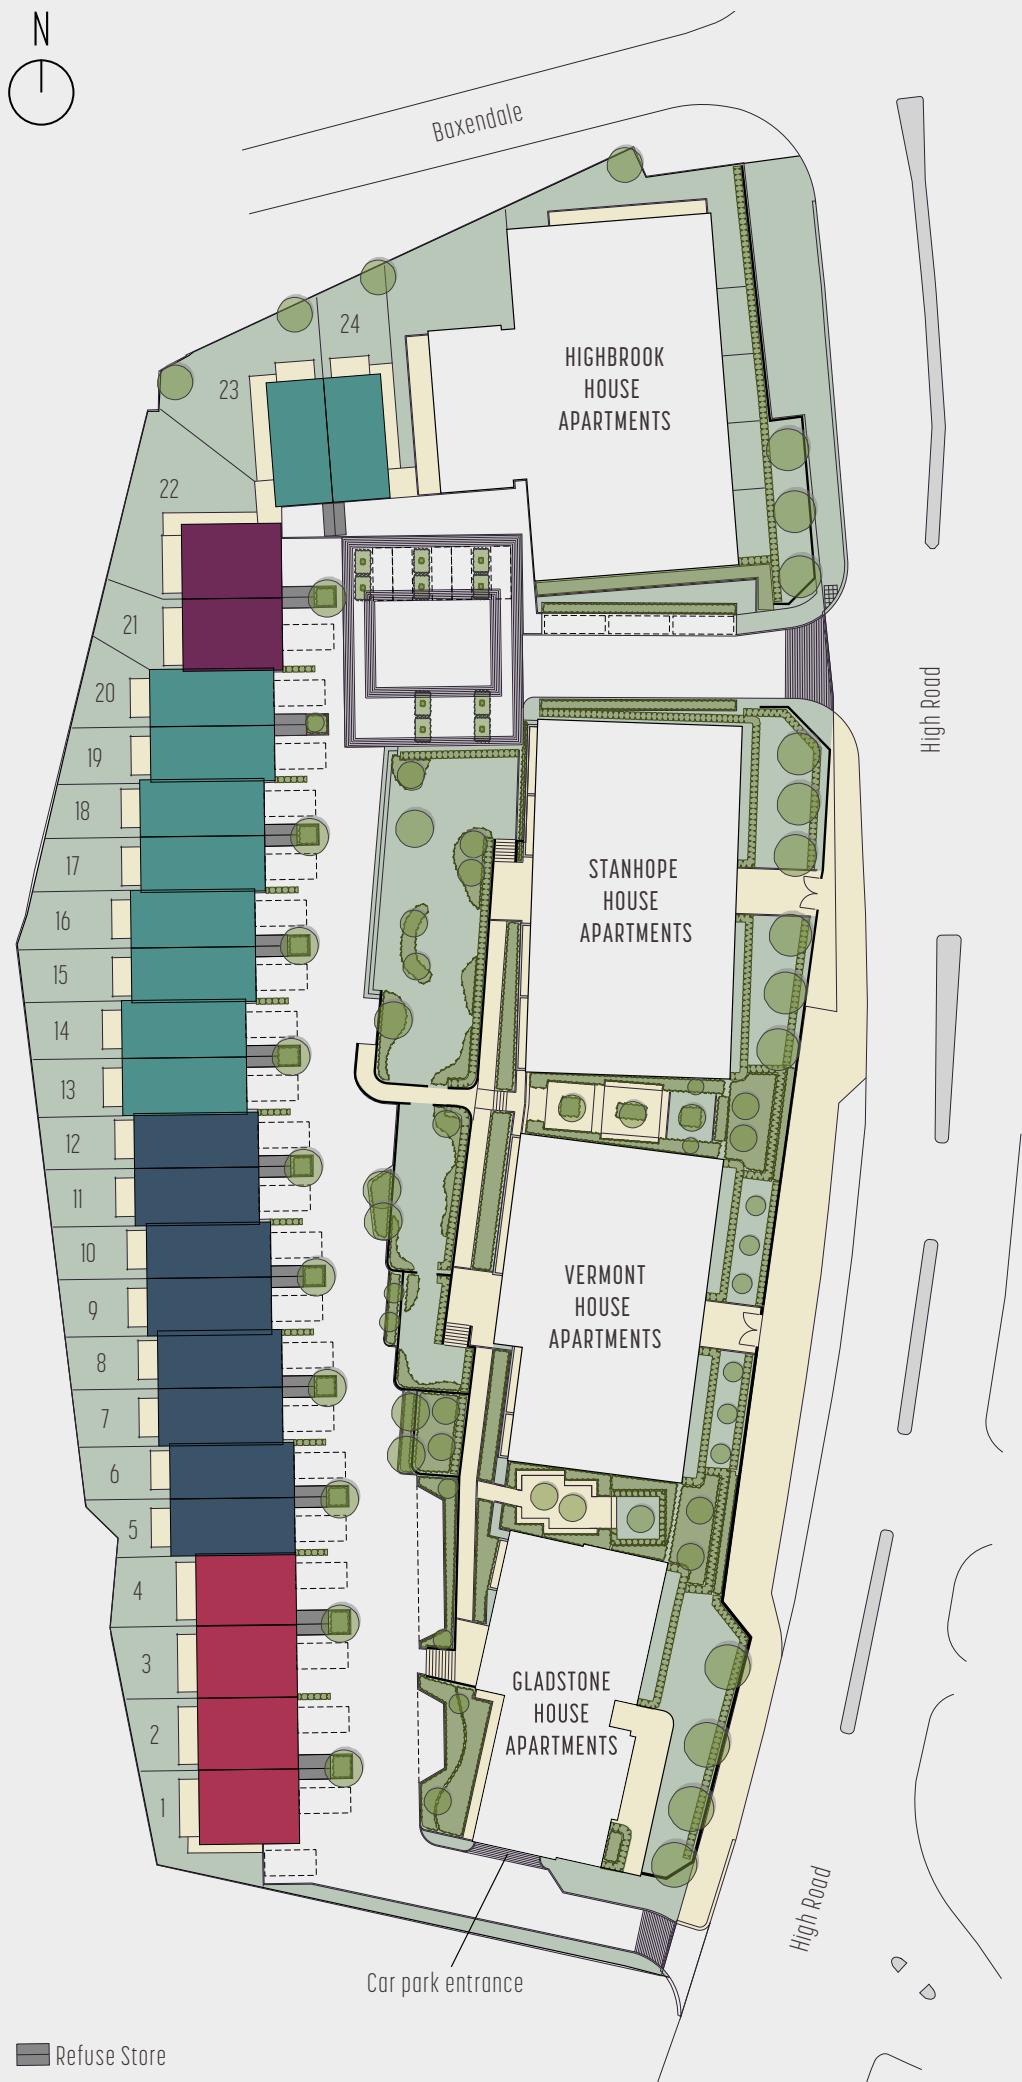 N
Baxendale
24
23
HIGHBROOK
HOUSE
APARTMENTS
22
21
20
19
18
17
16
15
14
13
12
11
10
9
8
7
6
5
4
3
2
1
High Road
STANHOPE
HOUSE
APARTMENTS
VERMONT
HOUSE
APARTMENTS
GLADSTONE
HOUSE
APARTMENTS
High Road
Car park entrance
Refuse Store